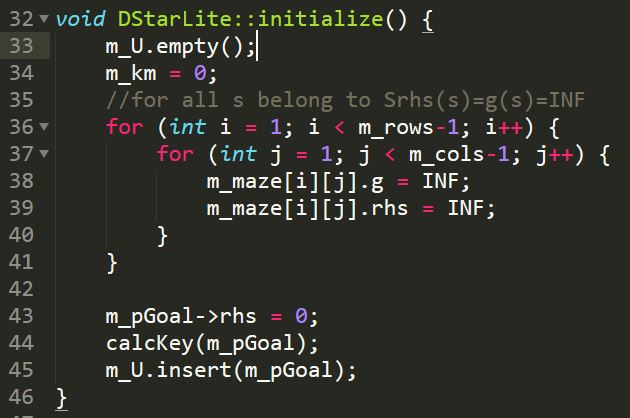 32 void DStarLite::initialize() {
33 m_U.empty();
34 m_km = 0;
35 //for all s belong to Srhs(s)=g(s)=INF
36 for (int i = 1; i < m_rows-1; i++) {
37 for (int j = 1; j < m_cols-1; j++) {
38 m_maze[i][j].g = INF;
39 m_maze[i][j].rhs = INF;
40 }
41 }
42
43 m_pGoal->rhs = 0;
44 calcKey(m_pGoal);
45 m_U.insert(m_pGoal);
46 }